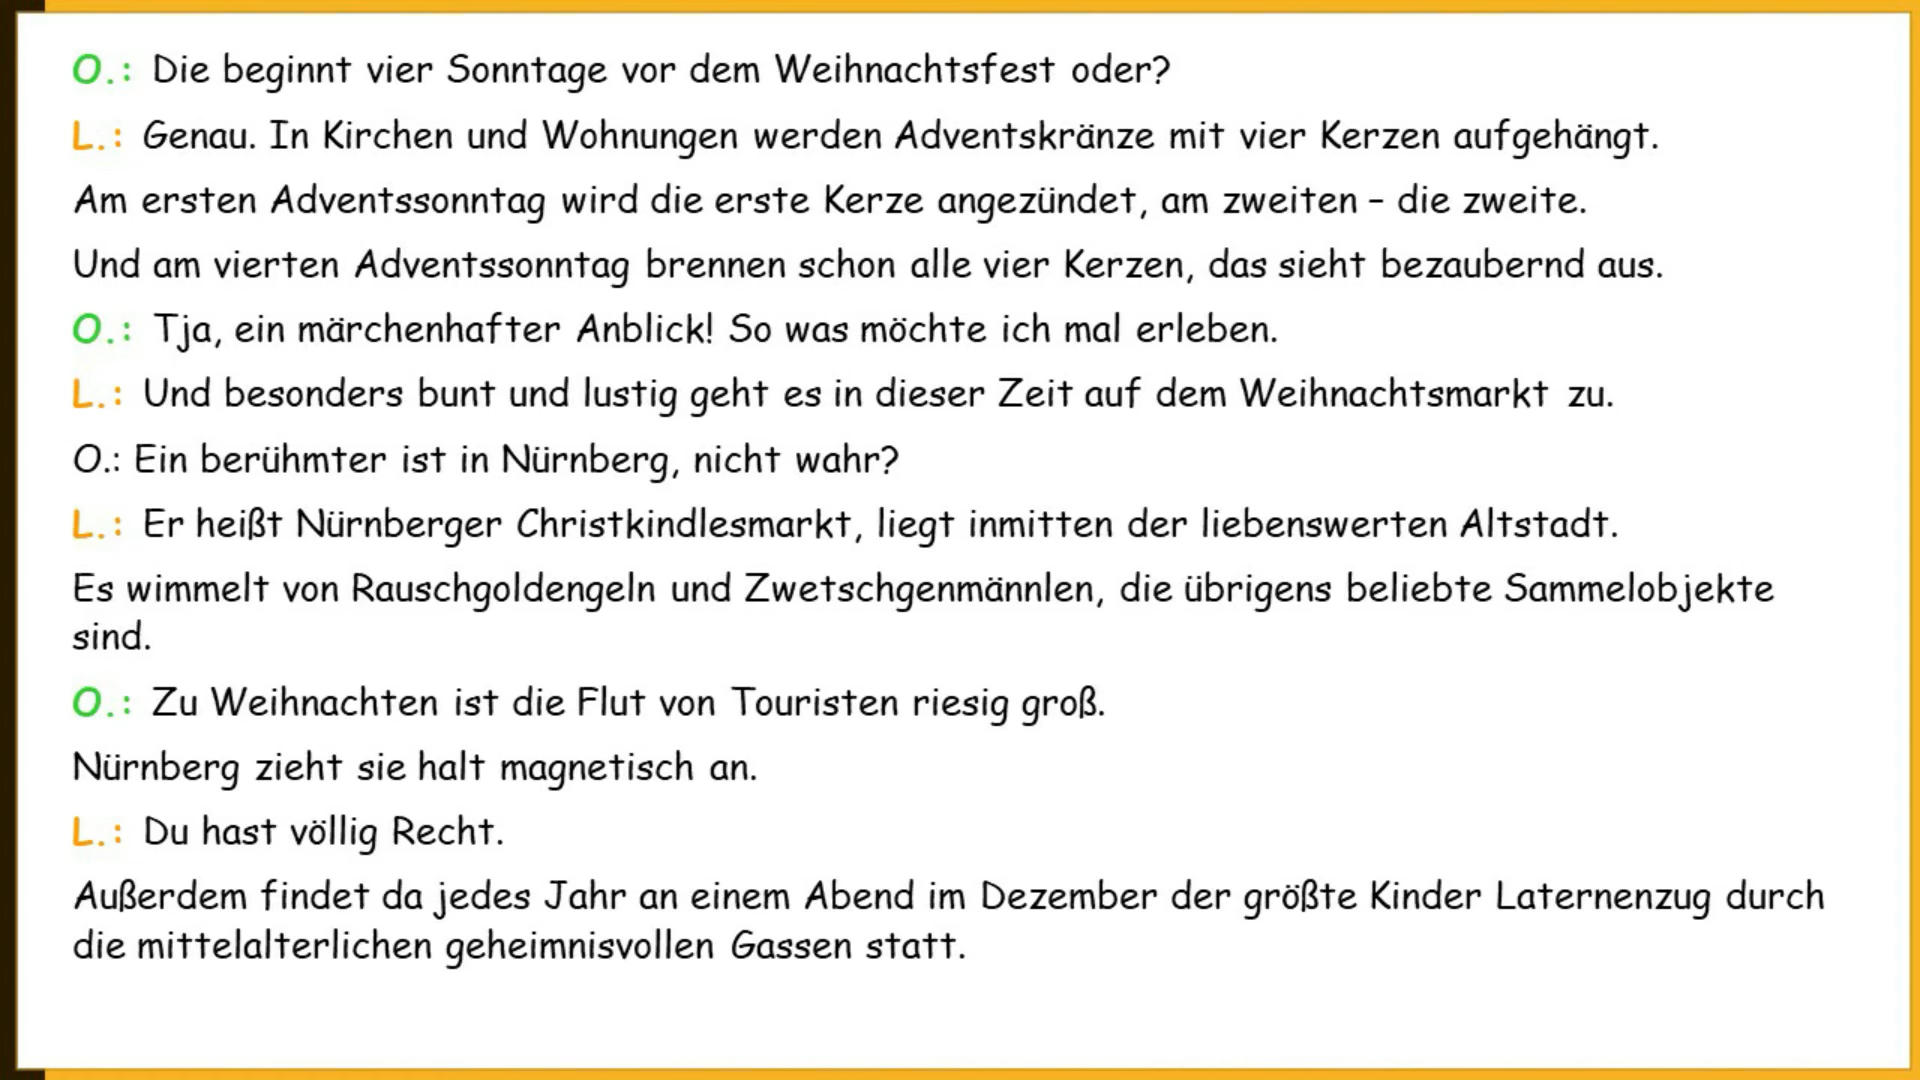 O.: Die beginnt vier Sonntage vor dem Weihnachtsfest oder?
L.: Genau. In Kirchen und Wohnungen werden Adventskränze mit vier Kerzen aufgehängt.
Am ersten Adventssonntag wird die erste Kerze angezündet, am zweiten – die zweite.
Und am vierten Adventssonntag brennen schon alle vier Kerzen, das sieht bezaubernd aus.
O.: Tja, ein märchenhafter Anblick! So was möchte ich mal erleben.
L.: Und besonders bunt und lustig geht es in dieser Zeit auf dem Weihnachtsmarkt zu.
O.: Ein berühmter ist in Nürnberg, nicht wahr?
L.: Er heißt Nürnberger Christkindlesmarkt, liegt inmitten der liebenswerten Altstadt.
Es wimmelt von Rauschgoldengeln und Zwetschgenmännlen, die übrigens beliebte Sammelobjekte
sind.
O.: Zu Weihnachten ist die Flut von Touristen riesig groß.
Nürnberg zieht sie halt magnetisch an.
L.: Du hast völlig Recht.
Außerdem findet da jedes Jahr an einem Abend im Dezember der größte Kinder Laternenzug durch
die mittelalterlichen geheimnisvollen Gassen statt.